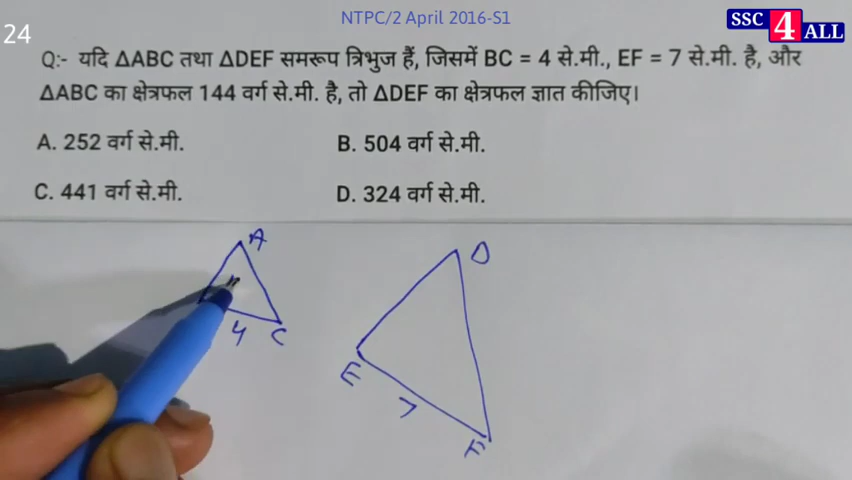 NTPC/2 April 2016-S1
SSC 4 ALL
24
Q:- यदि ΔABC तथा ΔDEF समरूप त्रिभुज हैं, जिसमें BC = 4 से.मी., EF = 7 से.मी. है, और
ΔABC का क्षेत्रफल 144 वर्ग से.मी. है, तो ΔDEF का क्षेत्रफल ज्ञात कीजिए।
A. 252 वर्ग से.मी. B. 504 वर्ग से.मी.
C. 441 वर्ग से.मी. D. 324 वर्ग से.मी.
A
D
4 C
E
7
F